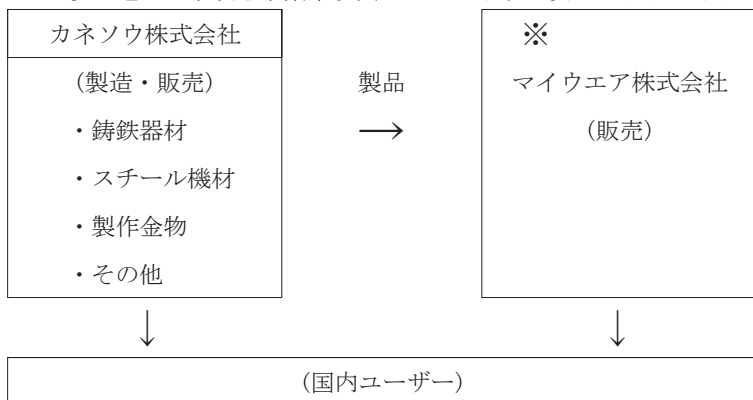 カネソウ株式会社
(製造・販売)
・鋳鉄器材
・スチール機材
・製作金物
・その他
製品
→
※
マイウエア株式会社
(販売)
↓
↓
(国内ユーザー)